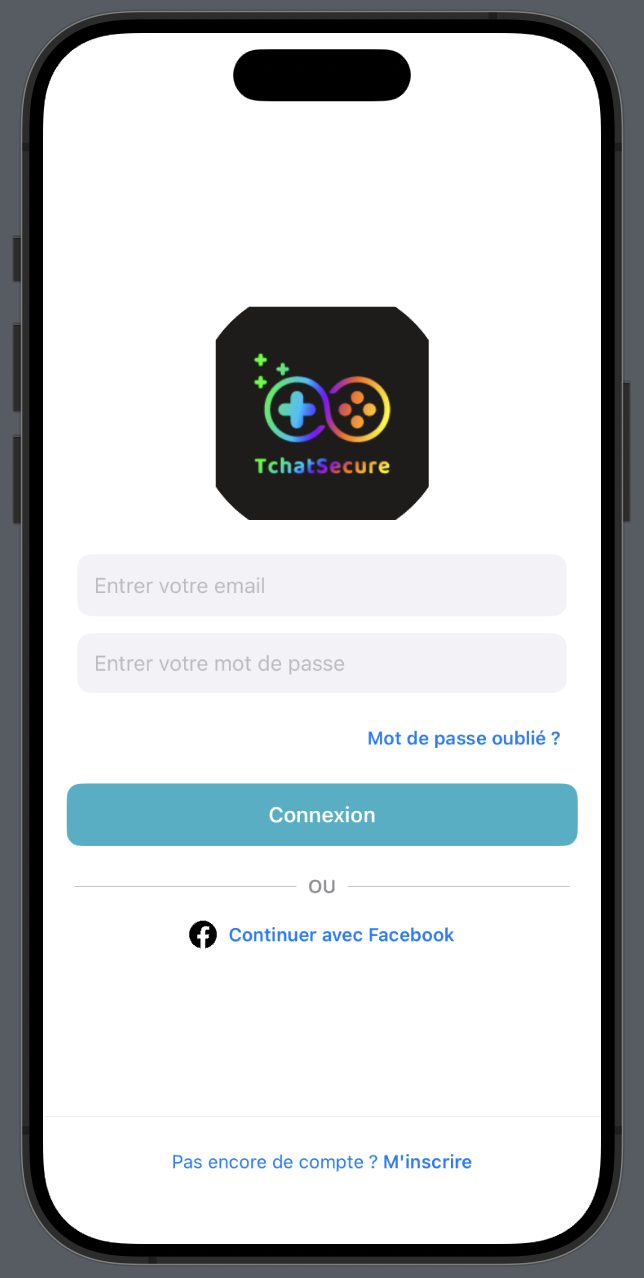 TchatSecure
Entrer votre email
Entrer votre mot de passe
Mot de passe oublié ?
Connexion
OU
Continuer avec Facebook
Pas encore de compte ? M'inscrire